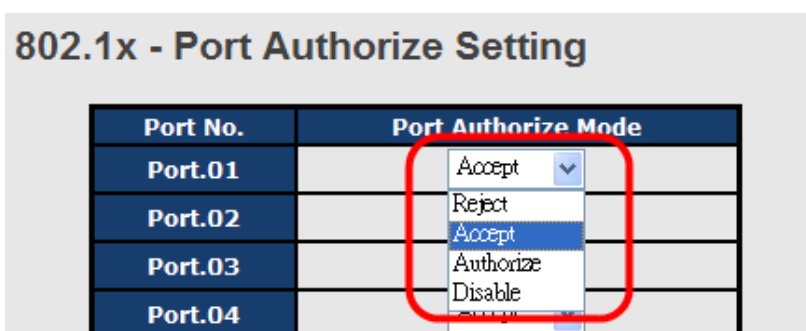 802.1x - Port Authorize Setting
Port No. Port Authorize Mode
Port.01 Accept
Reject
Port.02
Accept
Port.03 Authorize
Disable
Port.04